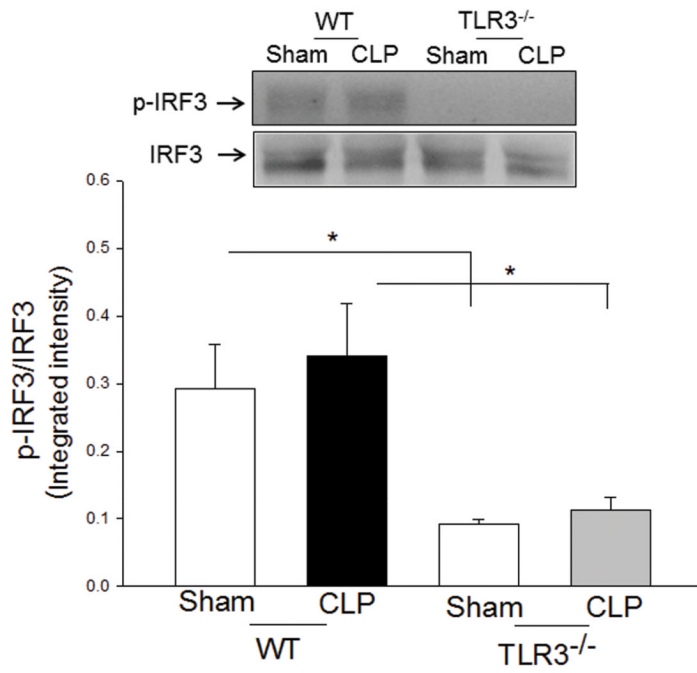 WT TLR3-/-
Sham CLP Sham CLP
p-IRF3
IRF3
p-IRF3/IRF3
(Integrated intensity)
0.6
0.5
0.4
0.3
0.2
0.1
0.0
*
*
Sham CLP Sham CLP
WT TLR3-/-